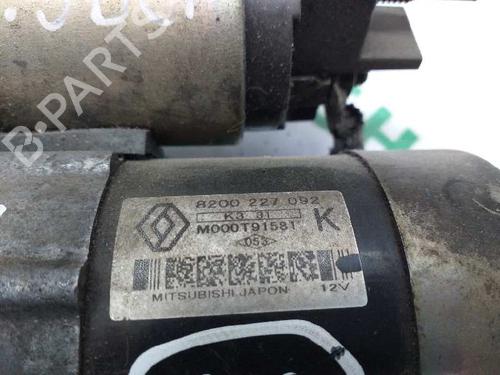 8200 227 092
K3 31
M000T91581
K
053
MITSUBISHI JAPON
12V
B-PARTS